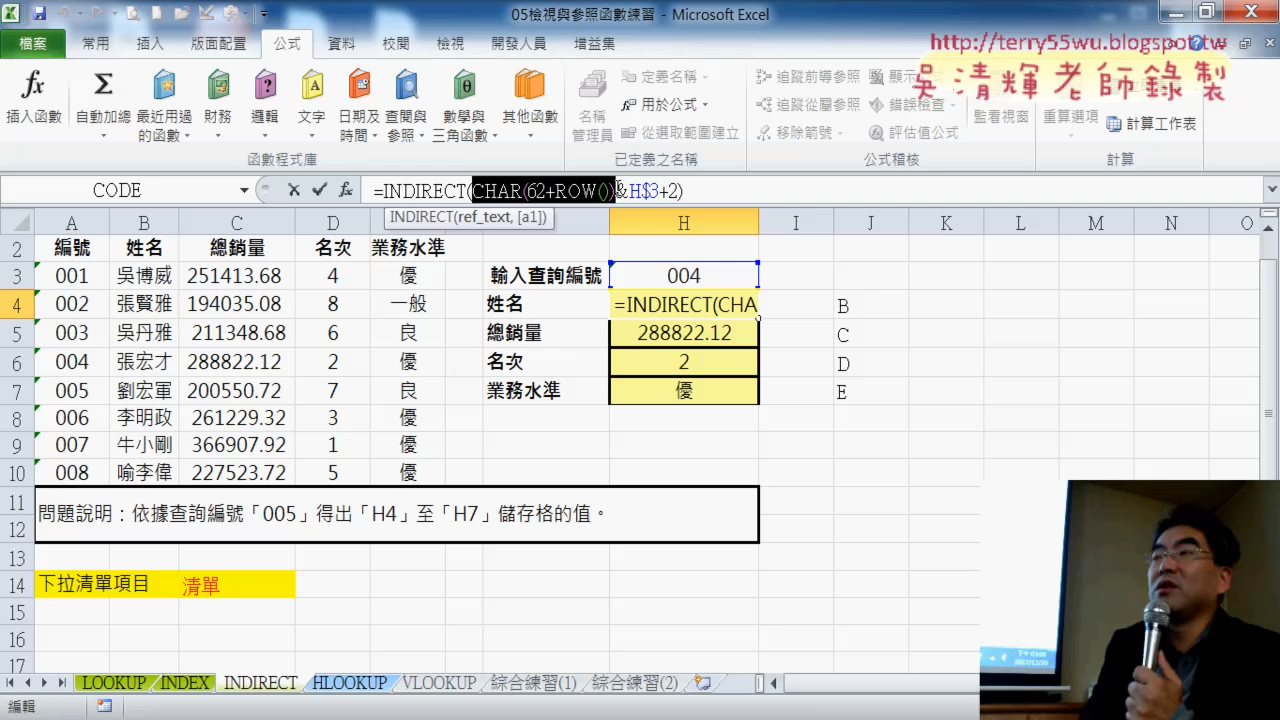 05檢視與參照函數練習 - Microsoft Excel
http://terry55wu.blogspot.tw
吳清輝老師錄製
檔案 常用 插入 版面配置 公式 資料 校閱 檢視 開發人員 增益集
插入函數 自動加總 最近用過的函數 財務 邏輯 文字 日期及時間 查閱與參照 數學與三角函數 其他函數 名稱管理員 定義名稱 用於公式 從選取範圍建立 追蹤前導參照 追蹤從屬參照 移除箭號 錯誤檢查 評估值公式 監看視窗 重算選項 計算工作表
函數程式庫 已定義之名稱 公式稽核 計算
CODE =INDIRECT(CHAR(62+ROW())&H$3+2)
INDIRECT(ref_text, [a1])
A B C D E F G H I J K L M N O
2 編號 姓名 總銷量 名次 業務水準
3 001 吳博威 251413.68 4 優 輸入查詢編號 004
4 002 張賢雅 194035.08 8 一般 姓名 =INDIRECT(CHA B
5 003 吳丹雅 211348.68 6 良 總銷量 288822.12 C
6 004 張宏才 288822.12 2 優 名次 2 D
7 005 劉宏軍 200550.72 7 良 業務水準 優 E
8 006 李明政 261229.32 3 優
9 007 牛小剛 366907.92 1 優
10 008 喻李偉 227523.72 5 優
11 問題說明：依據查詢編號「005」得出「H4」至「H7」儲存格的值。
12
13
14 下拉清單項目 清單
15
16
17
LOOKUP INDEX INDIRECT HLOOKUP VLOOKUP 綜合練習(1) 綜合練習(2)
編輯